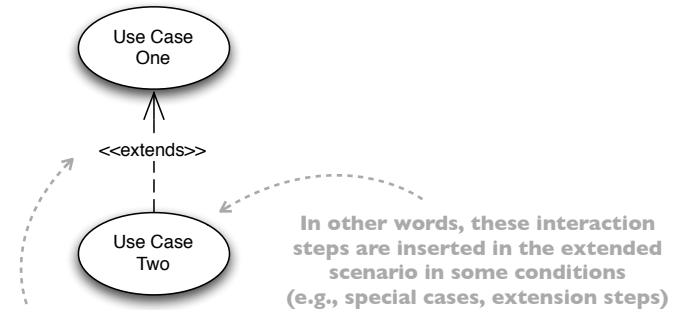 Use Case
One
<<extends>>
Use Case
Two
In other words, these interaction
steps are inserted in the extended
scenario in some conditions
(e.g., special cases, extension steps)